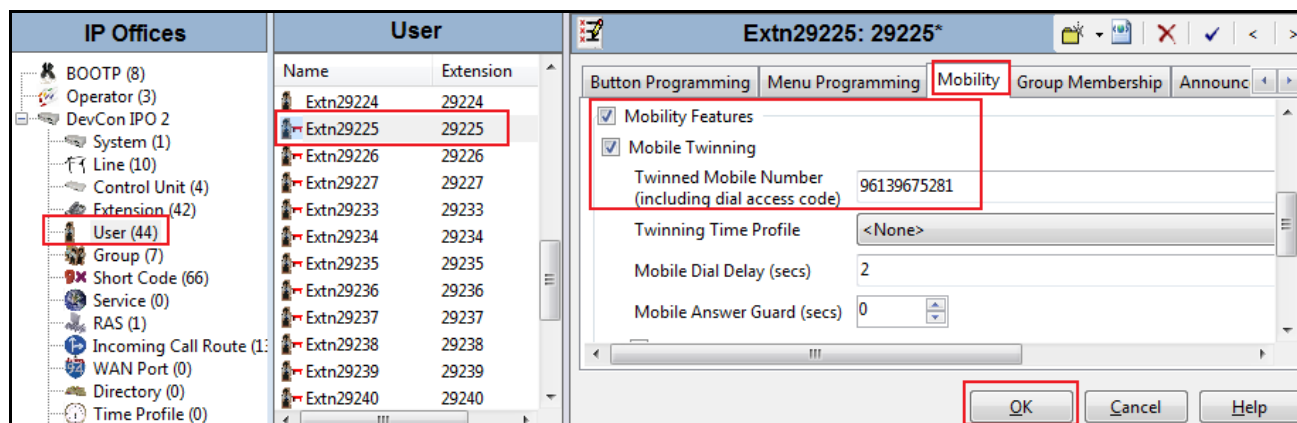 IP Offices
BOOTP (8)
Operator (3)
DevCon IPO 2
System (1)
Line (10)
Control Unit (4)
Extension (42)
User (44)
Group (7)
Short Code (66)
Service (0)
RAS (1)
Incoming Call Route (1
WAN Port (0)
Directory (0)
Time Profile (0)
User
Name Extension
Extn29224 29224
Extn29225 29225
Extn29226 29226
Extn29227 29227
Extn29233 29233
Extn29234 29234
Extn29235 29235
Extn29236 29236
Extn29237 29237
Extn29238 29238
Extn29239 29239
Extn29240 29240
Extn29225: 29225*
Button Programming Menu Programming Mobility Group Membership Announc
Mobility Features
Mobile Twinning
Twinned Mobile Number
(including dial access code) 96139675281
Twinning Time Profile <None>
Mobile Dial Delay (secs) 2
Mobile Answer Guard (secs) 0
OK Cancel Help